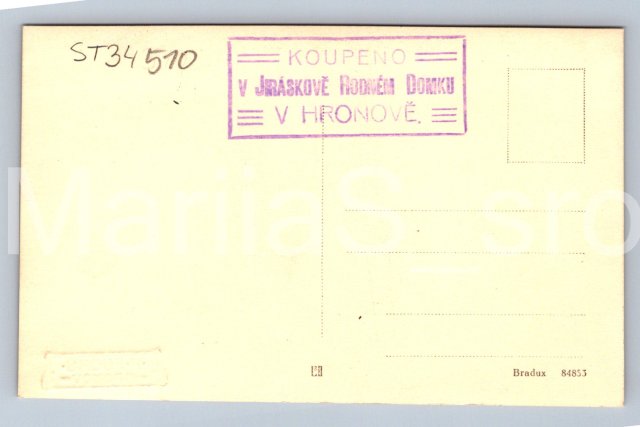 ST34510
KOUPENO
V JIRÁSKOVĚ RODNÉM DOMKU
V HRONOVĚ.
MariiaS_sro
Bradux 84853